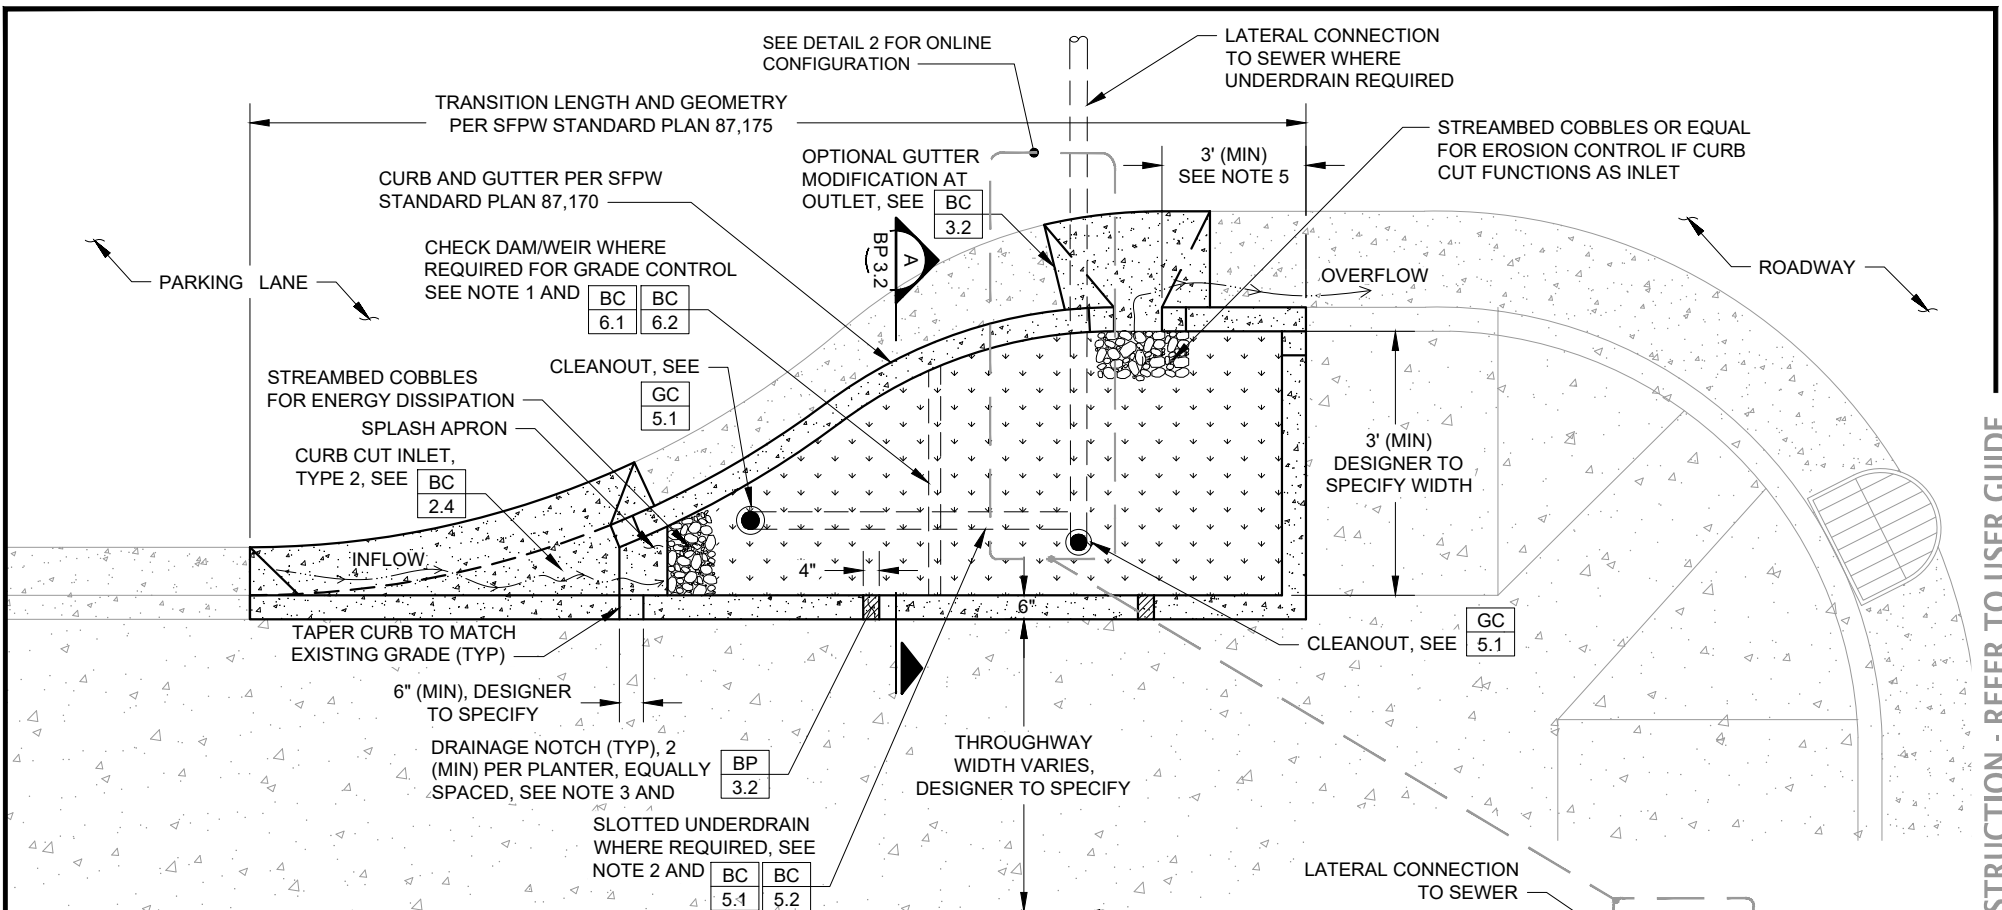 SEE DETAIL 2 FOR ONLINE
CONFIGURATION
LATERAL CONNECTION
TO SEWER WHERE
UNDERDRAIN REQUIRED
TRANSITION LENGTH AND GEOMETRY
PER SFPW STANDARD PLAN 87,175
STREAMBED COBBLES OR EQUAL
FOR EROSION CONTROL IF CURB
CUT FUNCTIONS AS INLET
OPTIONAL GUTTER
MODIFICATION AT
OUTLET, SEE
BC
3.2
3' (MIN)
SEE NOTE 5
CURB AND GUTTER PER SFPW
STANDARD PLAN 87,170
CHECK DAM/WEIR WHERE
REQUIRED FOR GRADE CONTROL
SEE NOTE 1 AND
BC
6.1
BC
6.2
A
BP 3.2
PARKING LANE
OVERFLOW
ROADWAY
CLEANOUT, SEE
GC
5.1
STREAMBED COBBLES
FOR ENERGY DISSIPATION
SPLASH APRON
CURB CUT INLET,
TYPE 2, SEE
BC
2.4
3' (MIN)
DESIGNER TO
SPECIFY WIDTH
INFLOW
4"
6"
TAPER CURB TO MATCH
EXISTING GRADE (TYP)
CLEANOUT, SEE
GC
5.1
6" (MIN), DESIGNER
TO SPECIFY
DRAINAGE NOTCH (TYP), 2
(MIN) PER PLANTER, EQUALLY
SPACED, SEE NOTE 3 AND
BP
3.2
THROUGHWAY
WIDTH VARIES,
DESIGNER TO SPECIFY
SLOTTED UNDERDRAIN
WHERE REQUIRED, SEE
NOTE 2 AND
BC
5.1
BC
5.2
LATERAL CONNECTION
TO SEWER
STRUCTION - REFER TO USER GUIDE